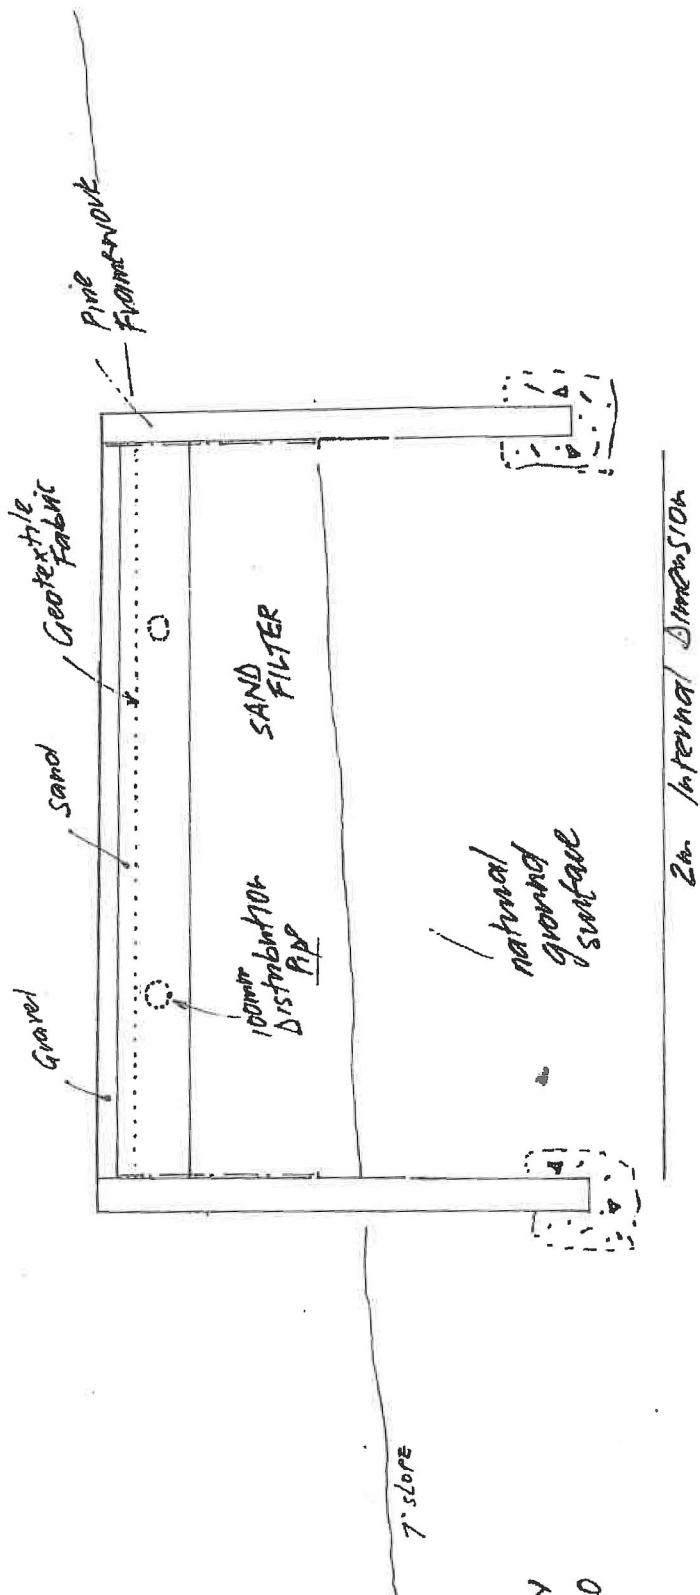 Gravel
Sand
Geotextile
Fabric
Pine
Framework
100mm
Distribution
Pipe
SAND
FILTER
natural
ground
surface
7° SLOPE
2m Internal Dimension